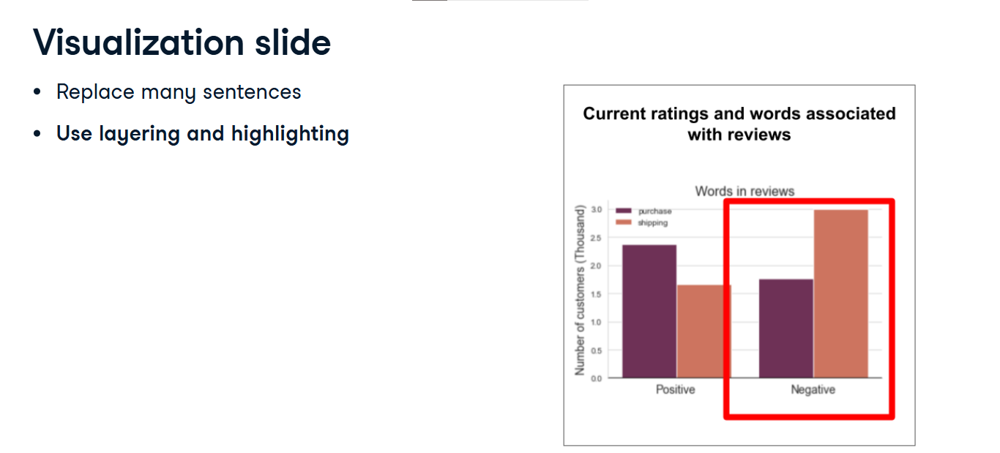 Visualization slide
• Replace many sentences
• Use layering and highlighting
Current ratings and words associated
with reviews
Words in reviews
Number of customers (Thousand)
3.0
2.5
2.0
1.5
1.0
0.5
0.0
purchase
shipping
Positive
Negative